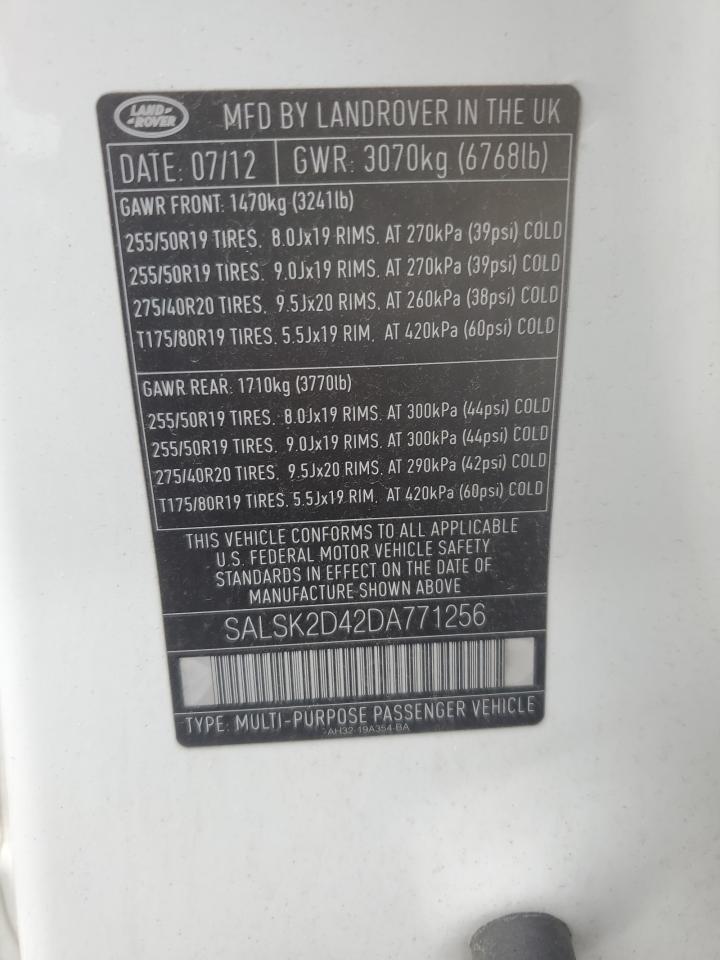 LAND-
-ROVER
MFD BY LANDROVER IN THE UK
DATE: 07/12 GWR: 3070kg (6768lb)
GAWR FRONT: 1470kg (3241lb)
255/50R19 TIRES. 8.0Jx19 RIMS. AT 270kPa (39psi) COLD
255/50R19 TIRES. 9.0Jx19 RIMS. AT 270kPa (39psi) COLD
275/40R20 TIRES. 9.5Jx20 RIMS. AT 260kPa (38psi) COLD
T175/80R19 TIRES. 5.5Jx19 RIM. AT 420kPa (60psi) COLD
GAWR REAR: 1710kg (3770lb)
255/50R19 TIRES. 8.0Jx19 RIMS. AT 300kPa (44psi) COLD
255/50R19 TIRES. 9.0Jx19 RIMS. AT 300kPa (44psi) COLD
275/40R20 TIRES. 9.5Jx20 RIMS. AT 290kPa (42psi) COLD
T175/80R19 TIRES. 5.5Jx19 RIM. AT 420kPa (60psi) COLD
THIS VEHICLE CONFORMS TO ALL APPLICABLE
U.S. FEDERAL MOTOR VEHICLE SAFETY
STANDARDS IN EFFECT ON THE DATE OF
MANUFACTURE SHOWN ABOVE
SALSK2D42DA771256
TYPE: MULTI-PURPOSE PASSENGER VEHICLE
AH32-19A354-BA